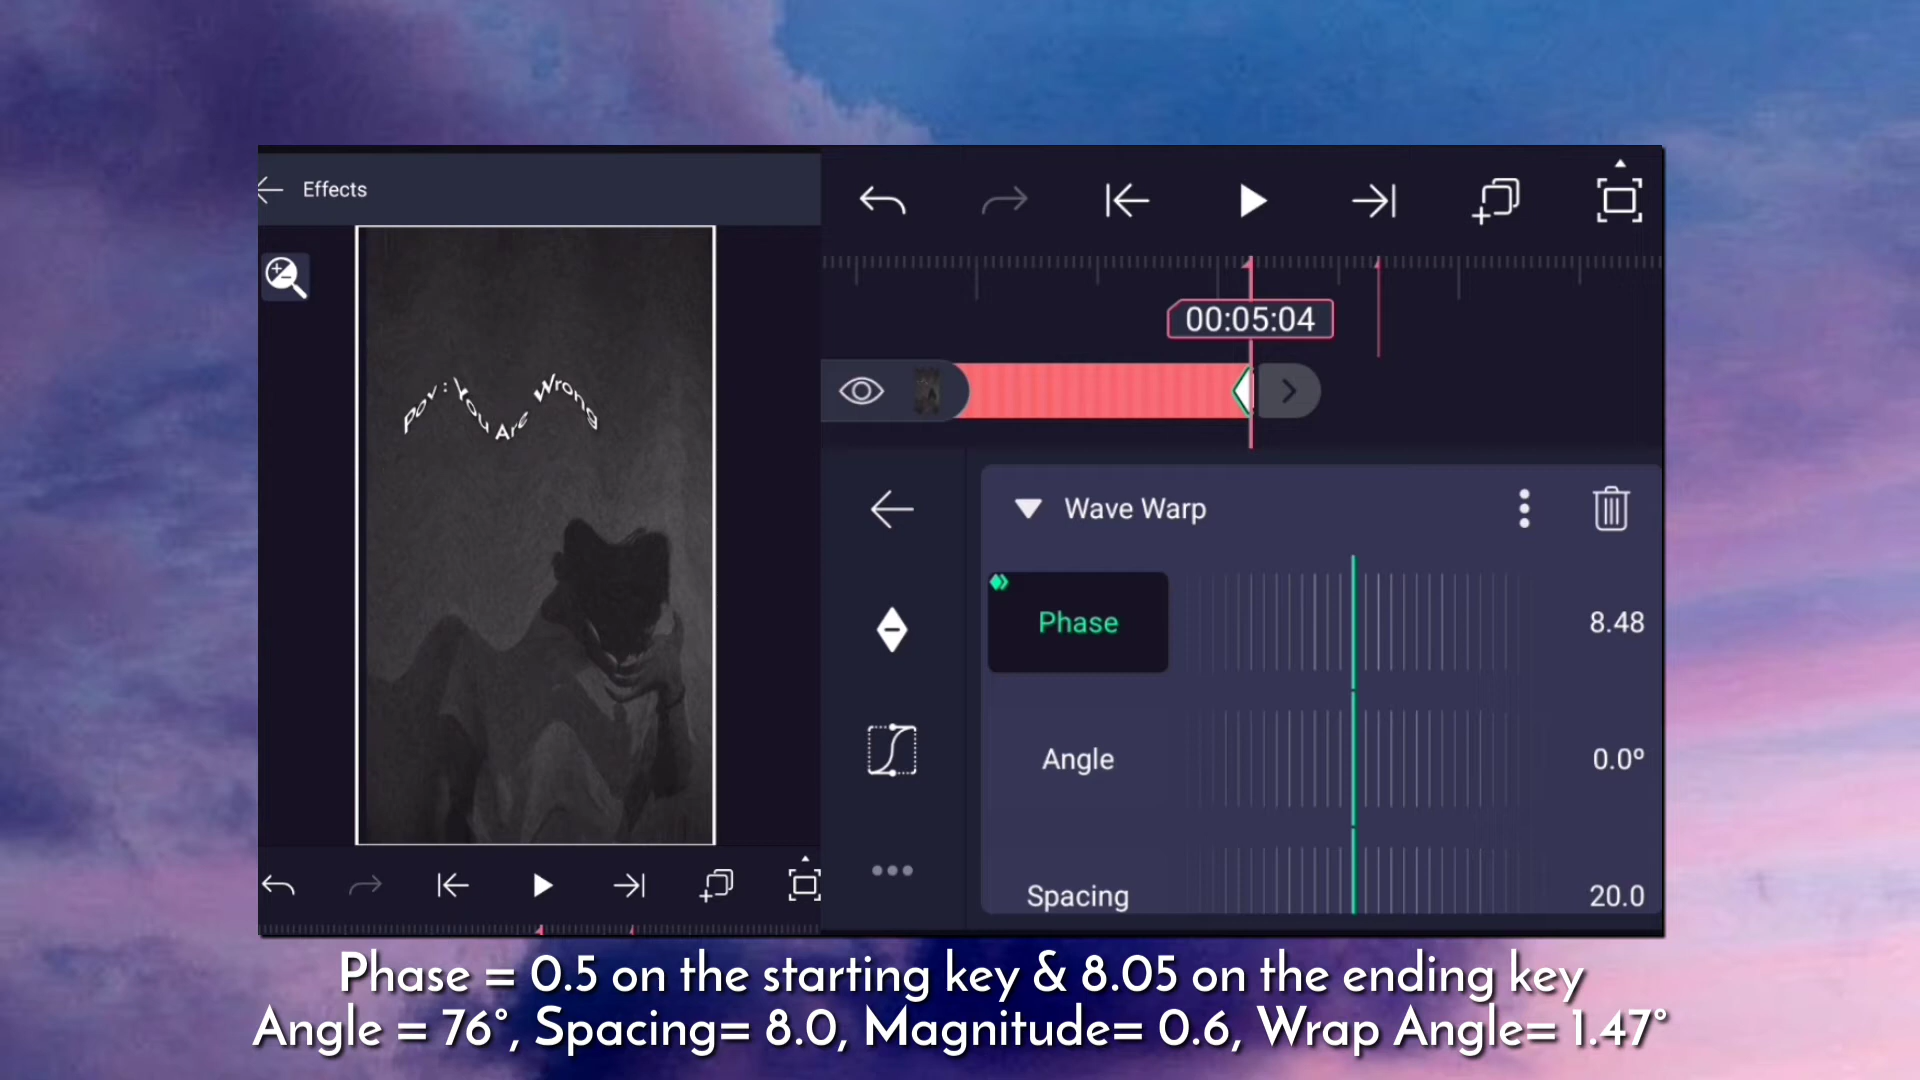 Effects
Pov : You Are Wrong
00:05:04
Wave Warp
Phase 8.48
Angle 0.0º
Spacing 20.0
Phase = 0.5 on the starting key & 8.05 on the ending key
Angle = 76°, Spacing= 8.0, Magnitude= 0.6, Wrap Angle= 1.47°